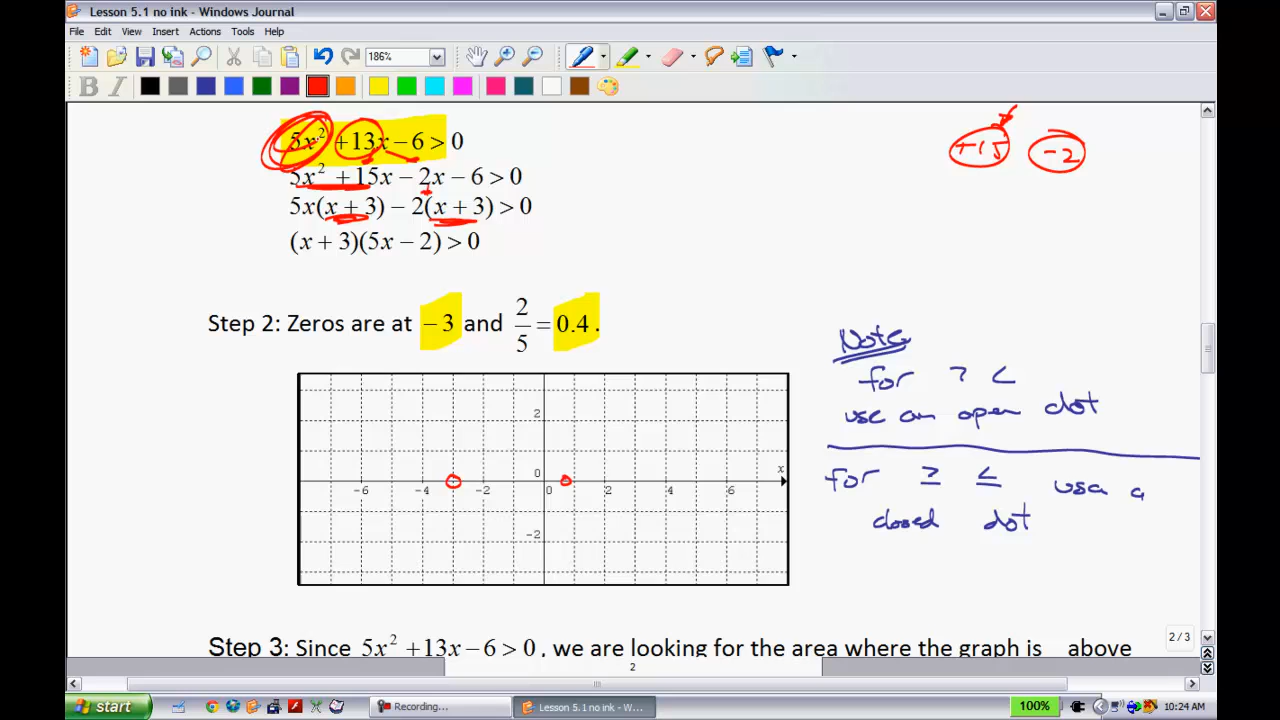 Lesson 5.1 no ink - Windows Journal
File Edit View Insert Actions Tools Help
186%
B I
5x² + 13x − 6 > 0
+15 −2
5x² + 15x − 2x − 6 > 0
5x(x + 3) − 2(x + 3) > 0
(x + 3)(5x − 2) > 0
Step 2: Zeros are at − 3 and 2/5 = 0.4 .
Note
for > <
use an open dot
for ≥ ≤ use a
closed dot
x
2
0
-6 -4 -2 0 2 4 6
-2
Step 3: Since 5x² + 13x − 6 > 0 , we are looking for the area where the graph is above
2 / 3
2
start
Recording...
Lesson 5.1 no ink - W...
100%
10:24 AM